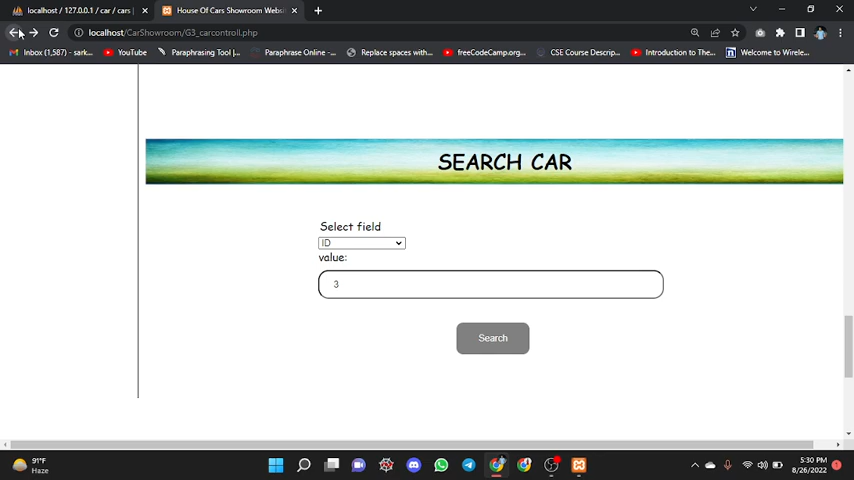 localhost / 127.0.0.1 / car / cars |
House Of Cars Showroom Websi
localhost/CarShowroom/G3_carcontroll.php
Inbox (1,587) - sark...
YouTube
Paraphrasing Tool |...
Paraphrase Online -...
Replace spaces with...
freeCodeCamp.org...
CSE Course Descrip...
Introduction to The...
Welcome to Wirele...
SEARCH CAR
Select field
ID
value:
3
Search
91°F
Haze
5:30 PM
8/26/2022
1